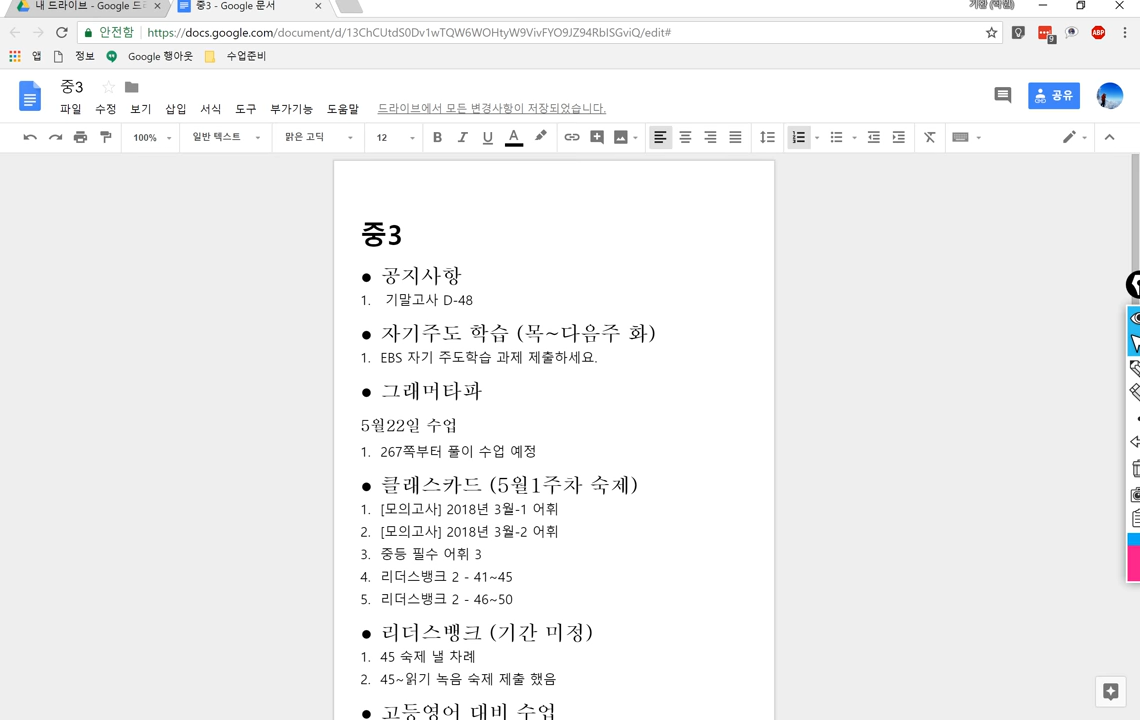 내 드라이브 - Google 드
중3 - Google 문서
안전함
https://docs.google.com/document/d/13ChCUtdS0Dv1wTQW6WOHtyW9VivFYO9JZ94RbISGviQ/edit#
9
ABP
앱
정보
Google 행아웃
수업준비
중3
파일 수정 보기 삽입 서식 도구 부가기능 도움말 드라이브에서 모든 변경사항이 저장되었습니다.
공유
100% 일반 텍스트 맑은 고딕 12 B I U A
중3
● 공지사항
1. 기말고사 D-48
● 자기주도 학습 (목~다음주 화)
1. EBS 자기 주도학습 과제 제출하세요.
● 그래머타파
5월22일 수업
1. 267쪽부터 풀이 수업 예정
● 클래스카드 (5월1주차 숙제)
1. [모의고사] 2018년 3월-1 어휘
2. [모의고사] 2018년 3월-2 어휘
3. 중등 필수 어휘 3
4. 리더스뱅크 2 - 41~45
5. 리더스뱅크 2 - 46~50
● 리더스뱅크 (기간 미정)
1. 45 숙제 낼 차례
2. 45~읽기 녹음 숙제 제출 했음
● 고등영어 대비 수업